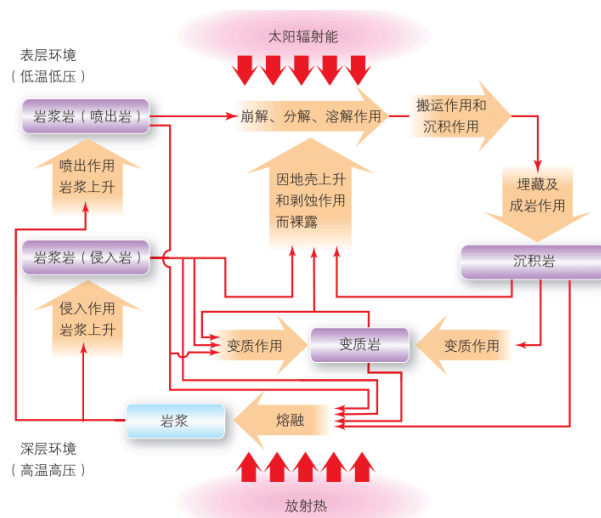 太阳辐射能
表层环境
（低温低压）
岩浆岩（喷出岩）
崩解、分解、溶解作用
搬运作用和
沉积作用
喷出作用
岩浆上升
因地壳上升
和剥蚀作用
而裸露
埋藏及
成岩作用
岩浆岩（侵入岩）
沉积岩
侵入作用
岩浆上升
变质作用
变质岩
变质作用
岩浆
熔融
深层环境
（高温高压）
放射热